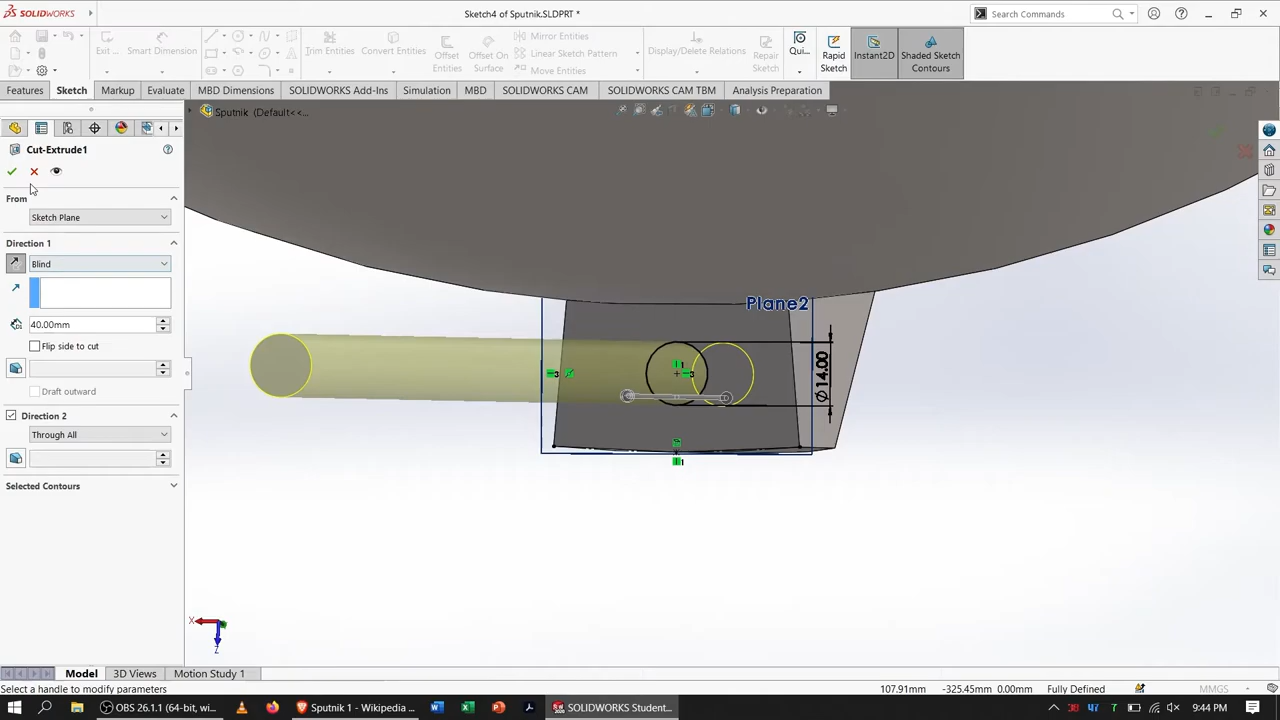 SOLIDWORKS
Sketch4 of Sputnik.SLDPRT *
Search Commands
Exit ...
Smart Dimension
Trim Entities
Convert Entities
Offset Entities
Offset On Surface
Mirror Entities
Linear Sketch Pattern
Move Entities
Display/Delete Relations
Repair Sketch
Qui...
Rapid Sketch
Instant2D
Shaded Sketch Contours
Features
Sketch
Markup
Evaluate
MBD Dimensions
SOLIDWORKS Add-Ins
Simulation
MBD
SOLIDWORKS CAM
SOLIDWORKS CAM TBM
Analysis Preparation
Sputnik (Default<<...
Cut-Extrude1
From
Sketch Plane
Direction 1
Blind
40.00mm
Flip side to cut
Draft outward
Direction 2
Through All
Selected Contours
Plane2
Ø14.00
X
Z
Model
3D Views
Motion Study 1
Select a handle to modify parameters
107.91mm
-325.45mm 0.00mm
Fully Defined
MMGS
OBS 26.1.1 (64-bit, wi...
Sputnik 1 - Wikipedia ...
SOLIDWORKS Studen...
9:44 PM